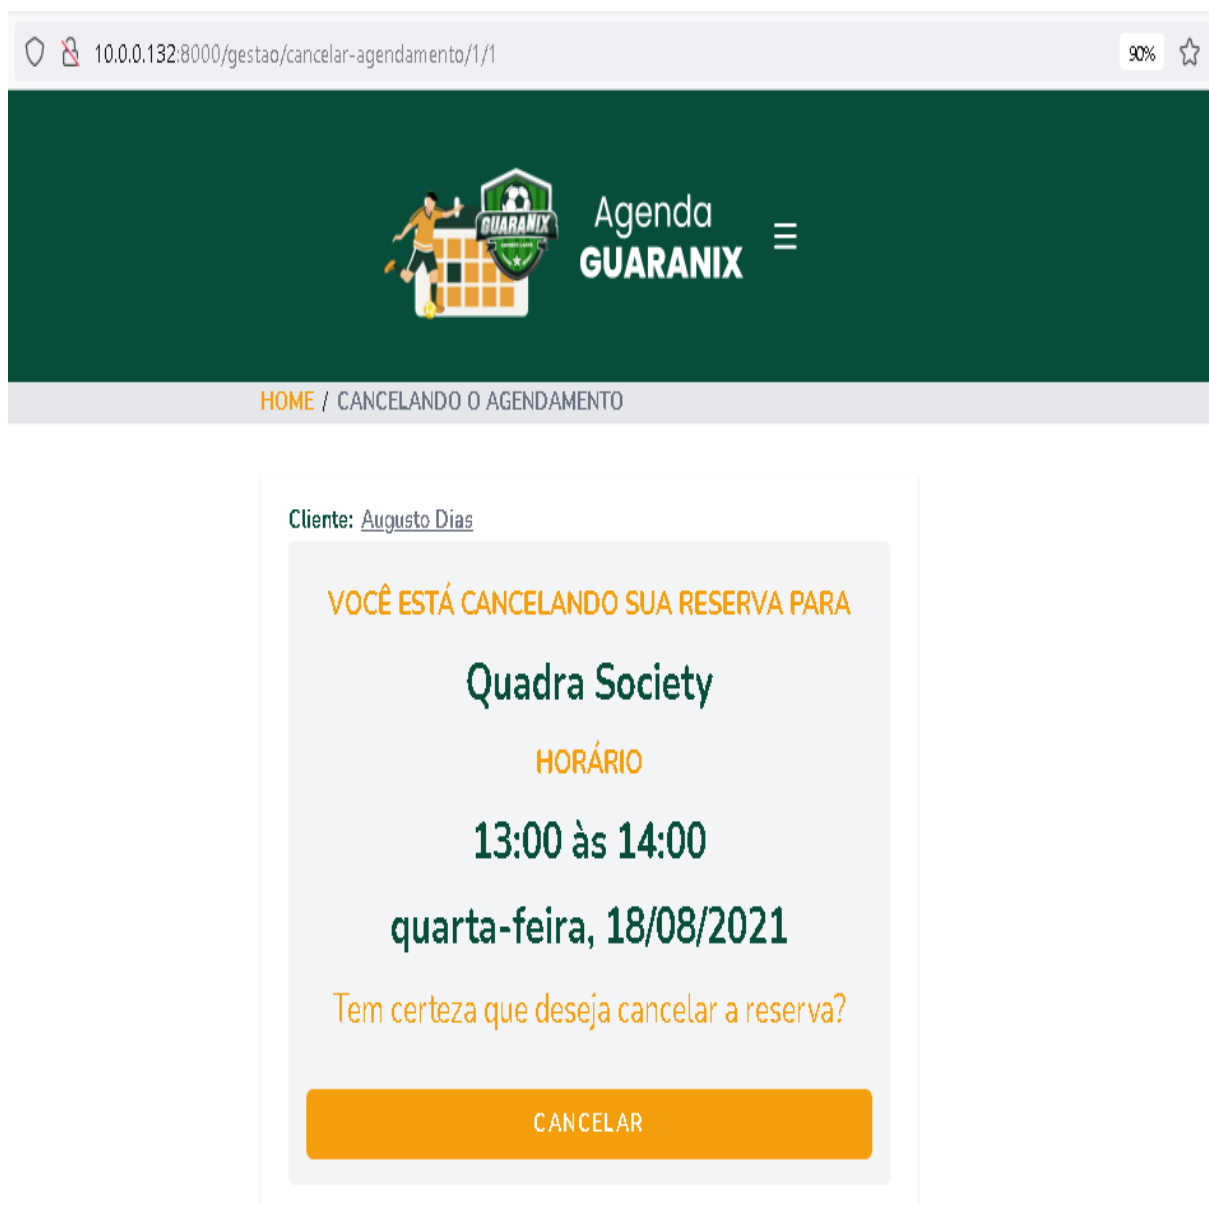 10.0.0.132:8000/gestao/cancelar-agendamento/1/1
90%
GUARANIX
Agenda
GUARANIX
HOME / CANCELANDO O AGENDAMENTO
Cliente: Augusto Dias
VOCÊ ESTÁ CANCELANDO SUA RESERVA PARA
Quadra Society
HORÁRIO
13:00 às 14:00
quarta-feira, 18/08/2021
Tem certeza que deseja cancelar a reserva?
CANCELAR